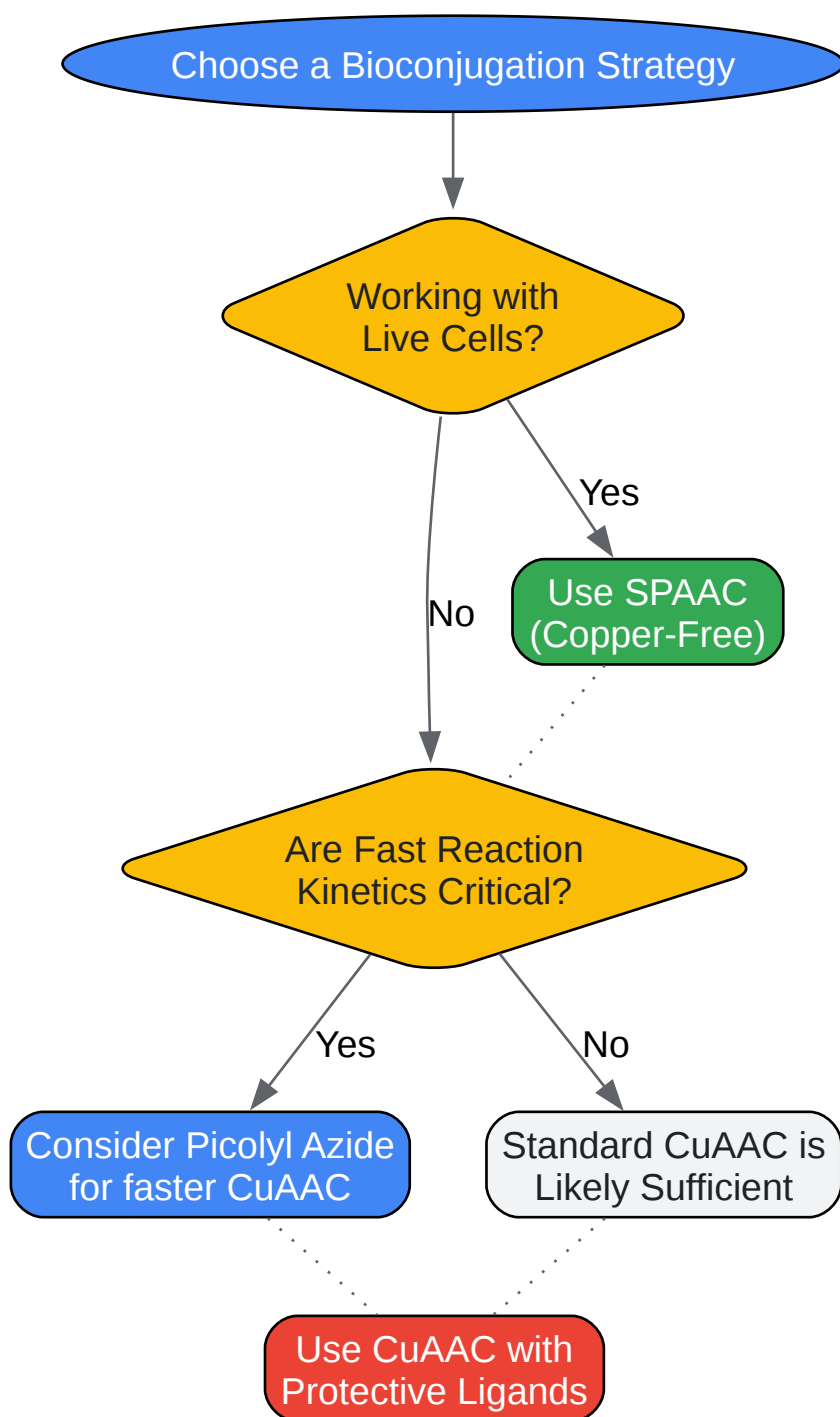 Choose a Bioconjugation Strategy
Working with
Live Cells?
Yes
Use SPAAC
(Copper-Free)
No
Are Fast Reaction
Kinetics Critical?
Yes
No
Consider Picolyl Azide
for faster CuAAC
Standard CuAAC is
Likely Sufficient
Use CuAAC with
Protective Ligands